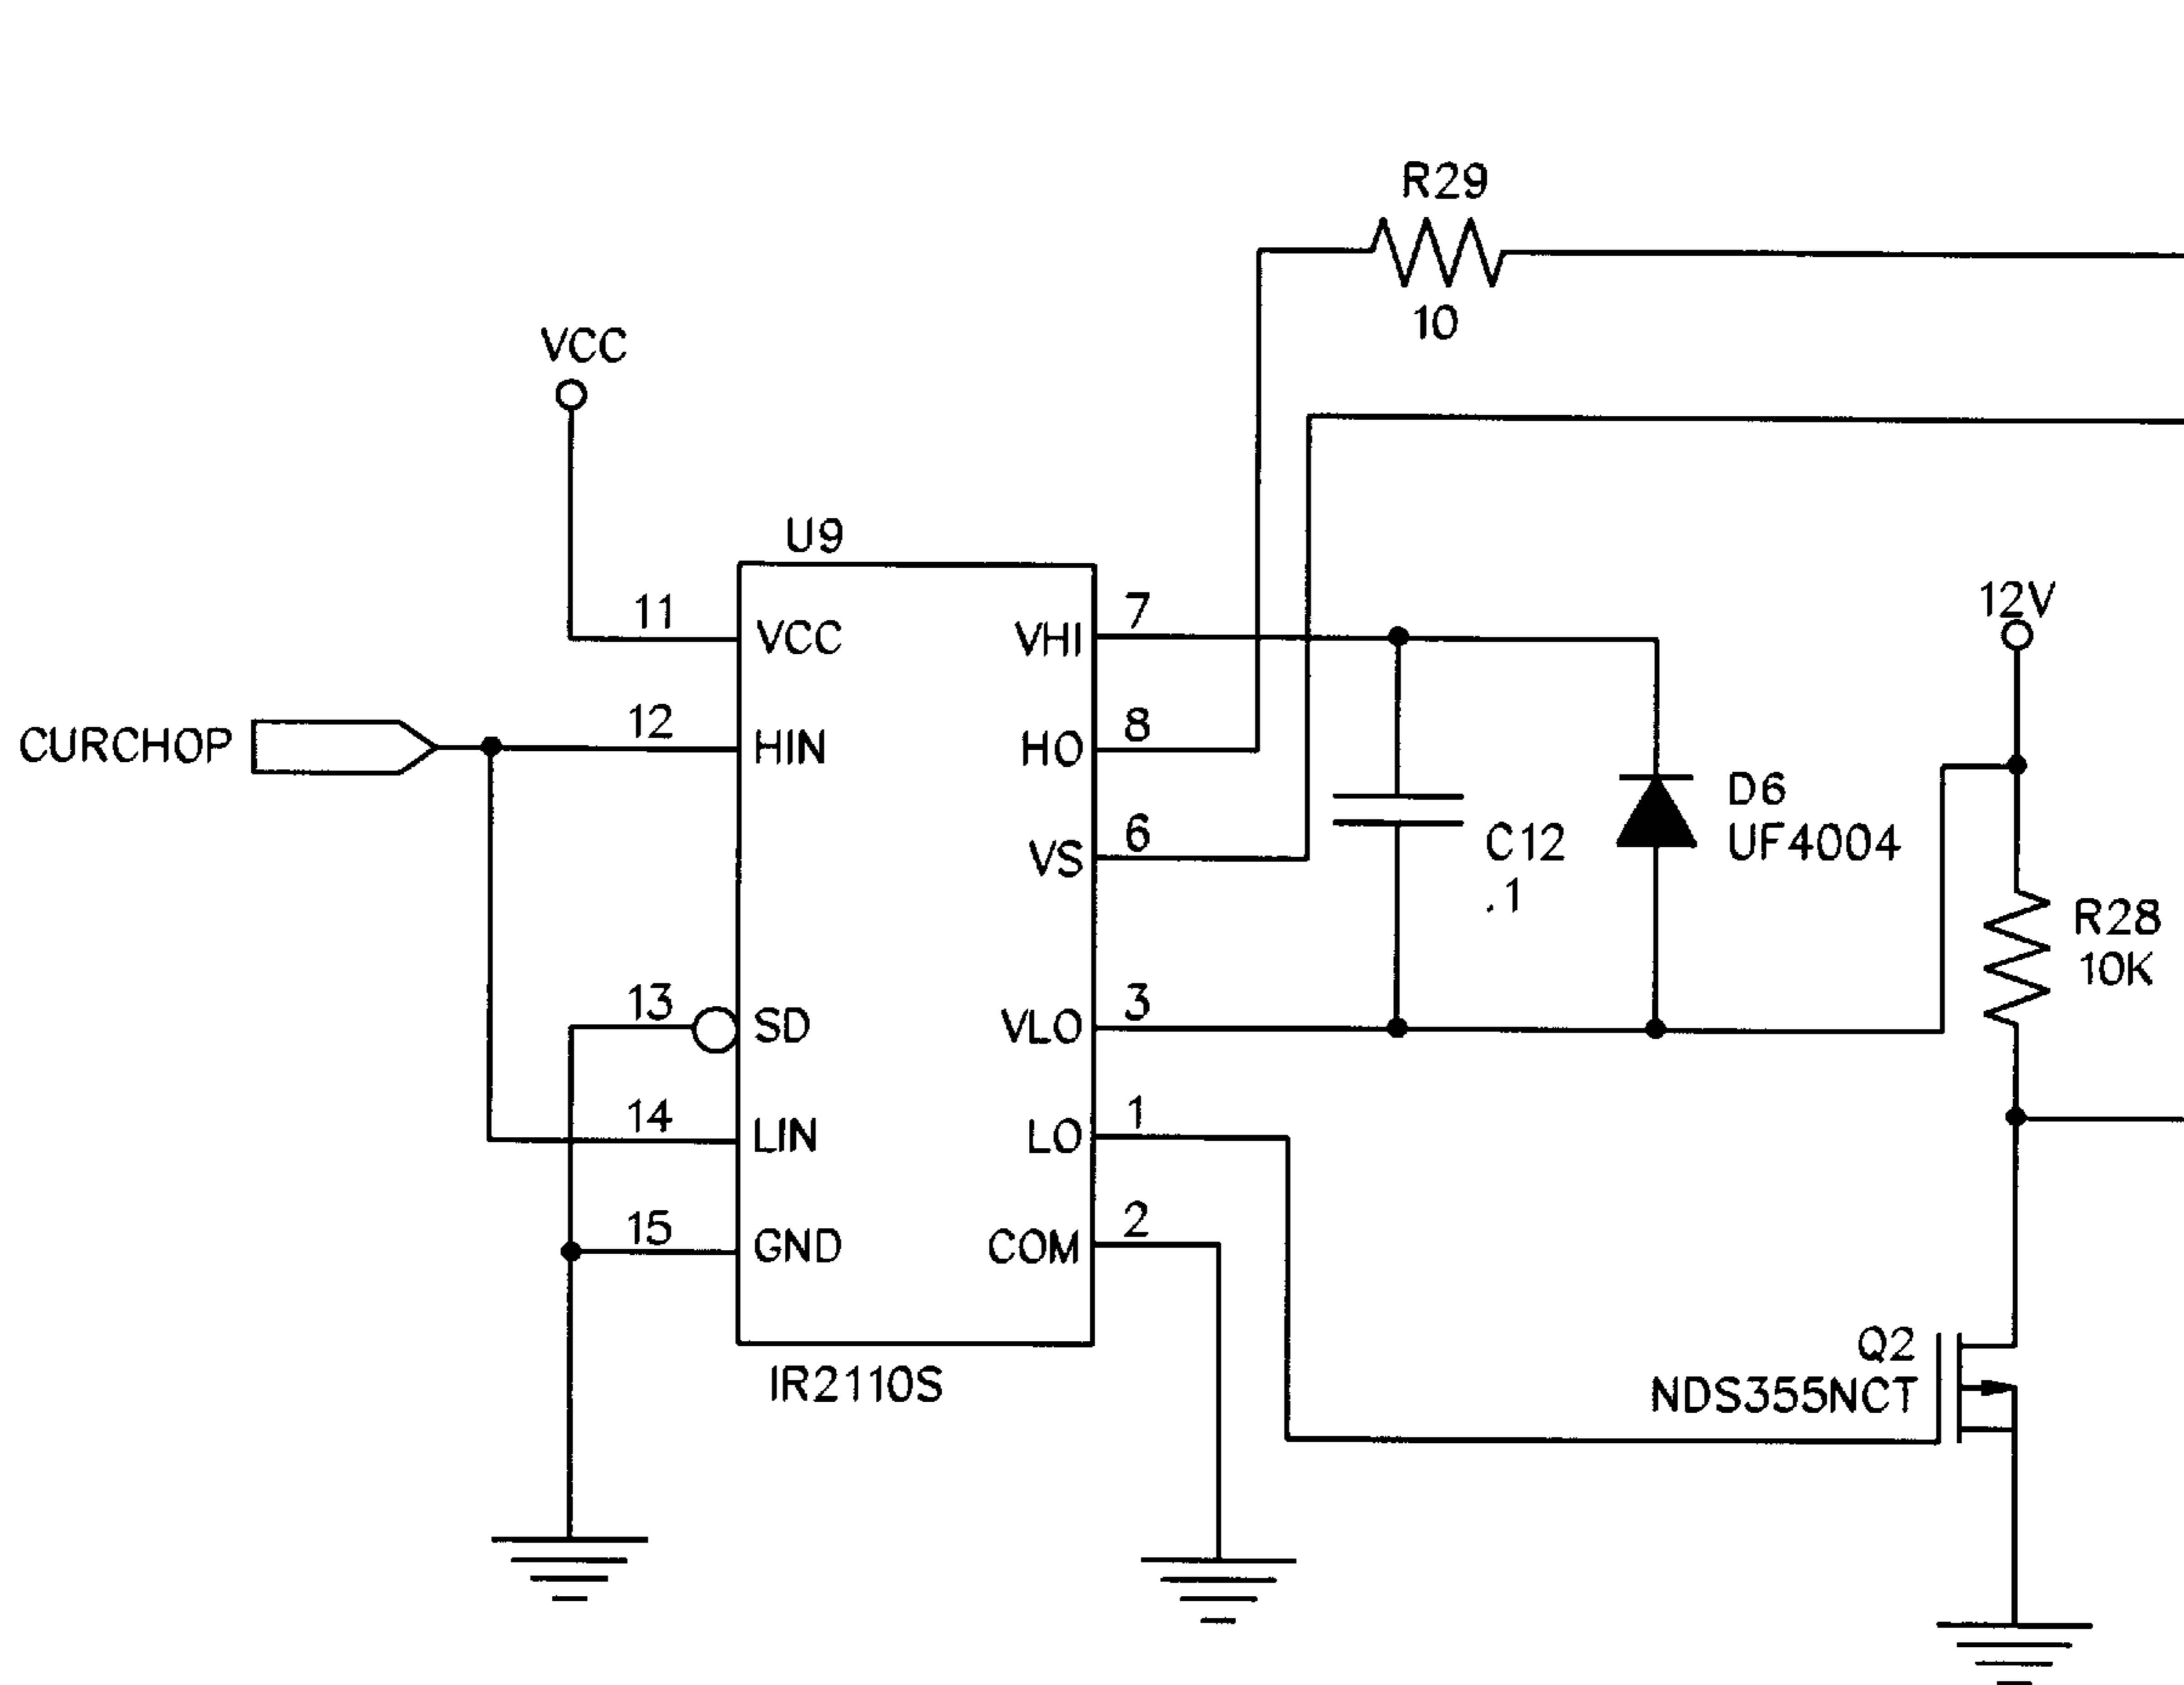 R29
10
VCC
U9
12V
11
VCC
VHI
7
12
HIN
HO
8
CURCHOP
VS
6
D6
UF4004
C12
.1
R28
10K
13
SD
VLO
3
14
LIN
LO
1
15
GND
COM
2
IR2110S
Q2
NDS355NCT